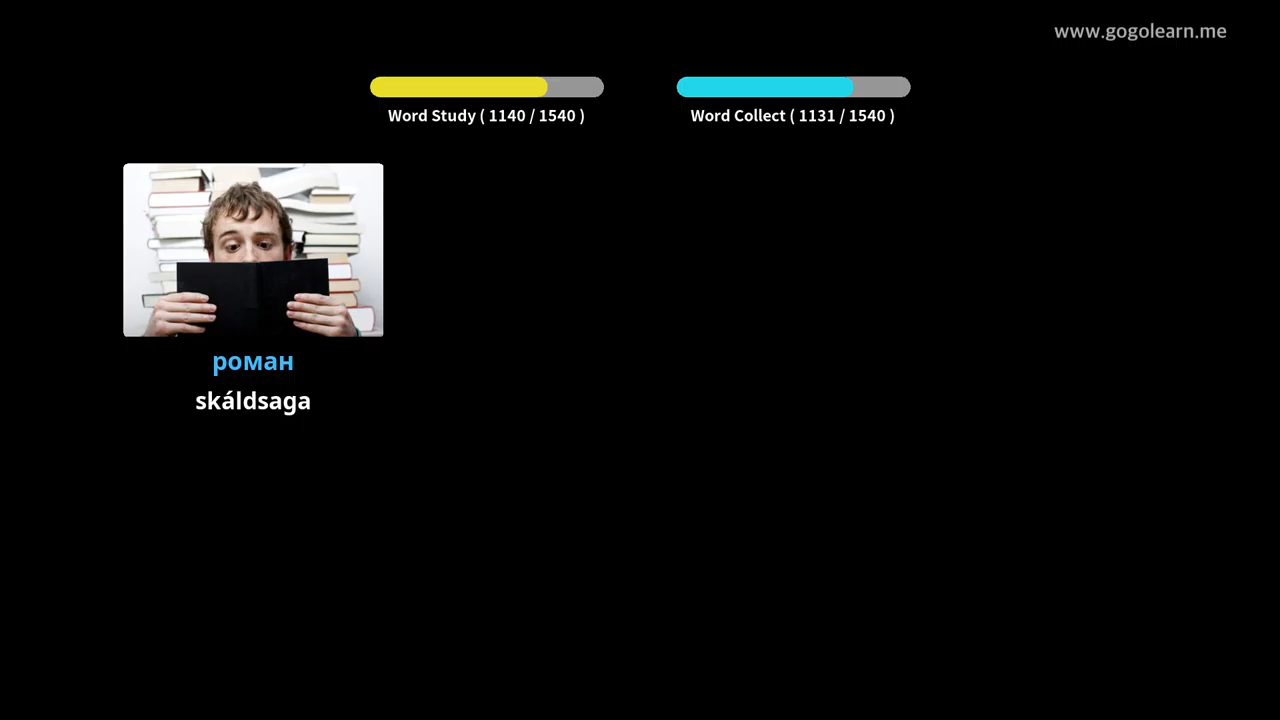 www.gogolearn.me
Word Study ( 1140 / 1540 )
Word Collect ( 1131 / 1540 )
роман
skáldsaga